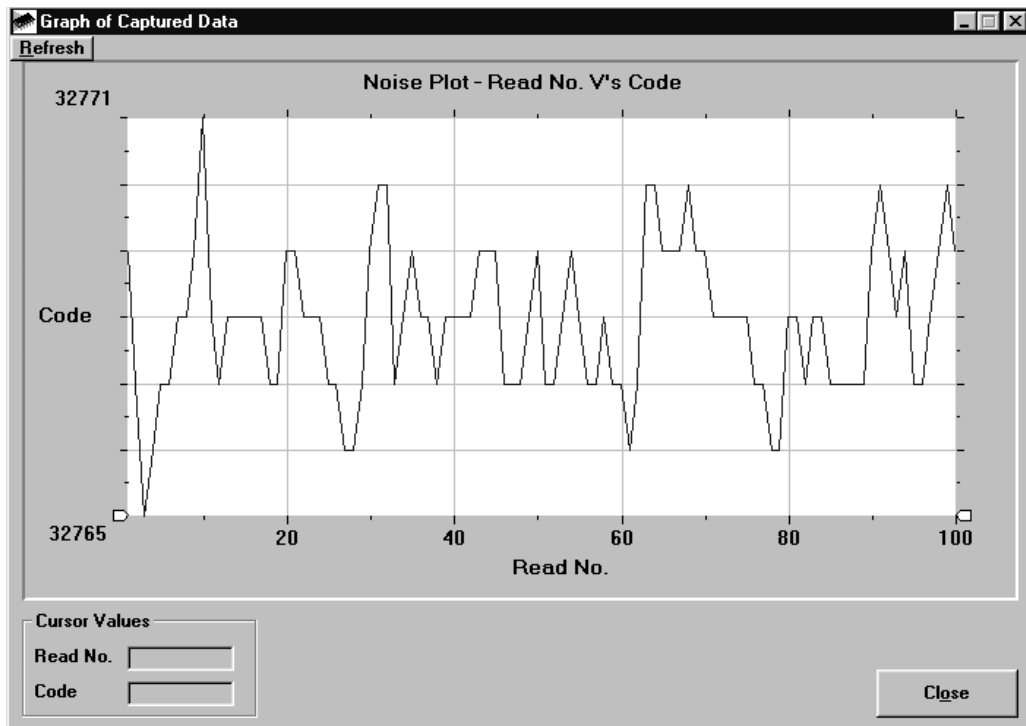 Graph of Captured Data
Refresh
Noise Plot - Read No. V's Code
32771
Code
32765
20 40 60 80 100
Read No.
Cursor Values
Read No.
Code
Close